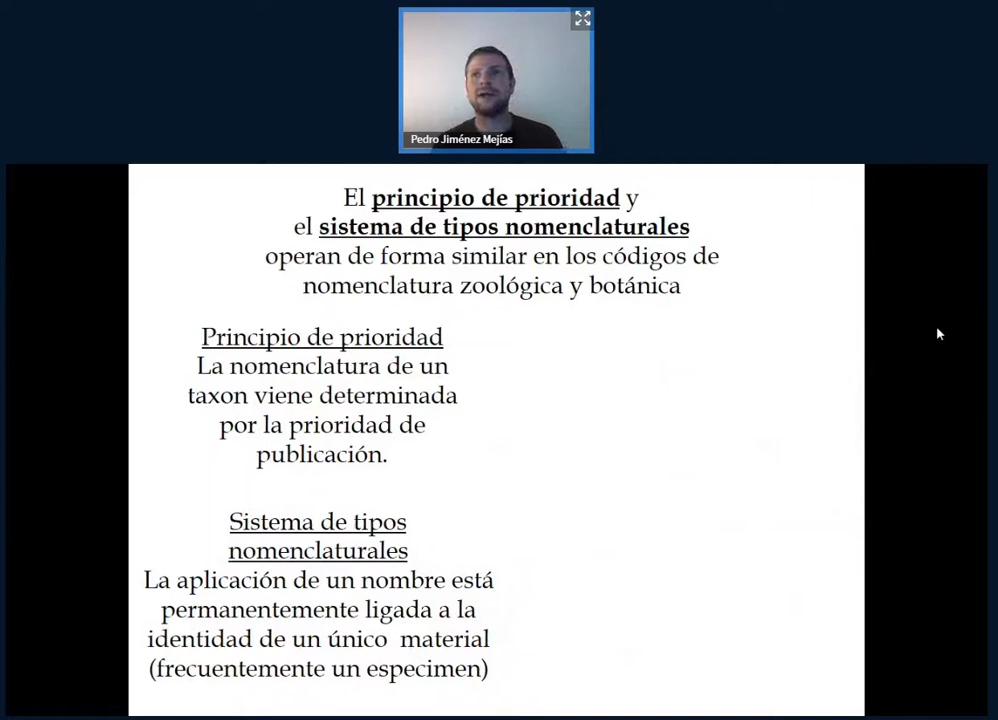 Pedro Jiménez Mejías
El principio de prioridad y
el sistema de tipos nomenclaturales
operan de forma similar en los códigos de
nomenclatura zoológica y botánica
Principio de prioridad
La nomenclatura de un
taxon viene determinada
por la prioridad de
publicación.
Sistema de tipos
nomenclaturales
La aplicación de un nombre está
permanentemente ligada a la
identidad de un único material
(frecuentemente un especimen)